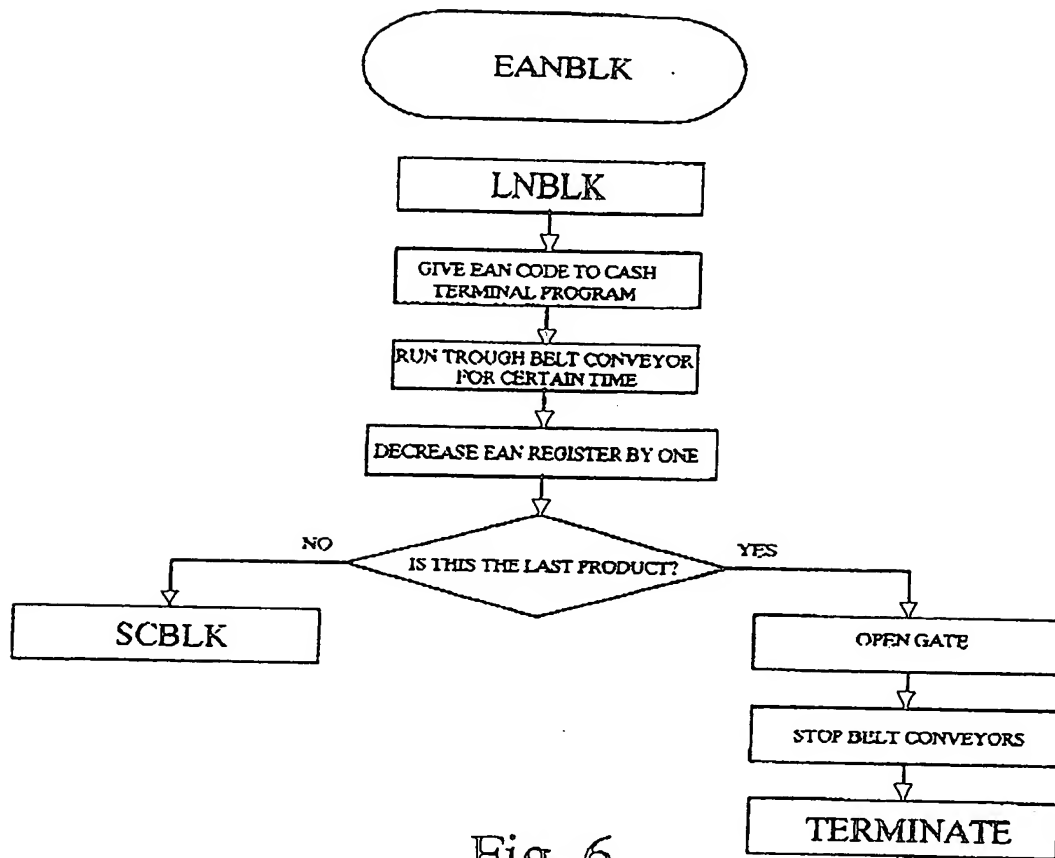 EANBLK
LNBLK
GIVE EAN CODE TO CASH
TERMINAL PROGRAM
RUN TROUGH BELT CONVEYOR
FOR CERTAIN TIME
DECREASE EAN REGISTER BY ONE
NO
IS THIS THE LAST PRODUCT?
YES
SCBLK
OPEN GATE
STOP BELT CONVEYORS
TERMINATE
Fig. 6